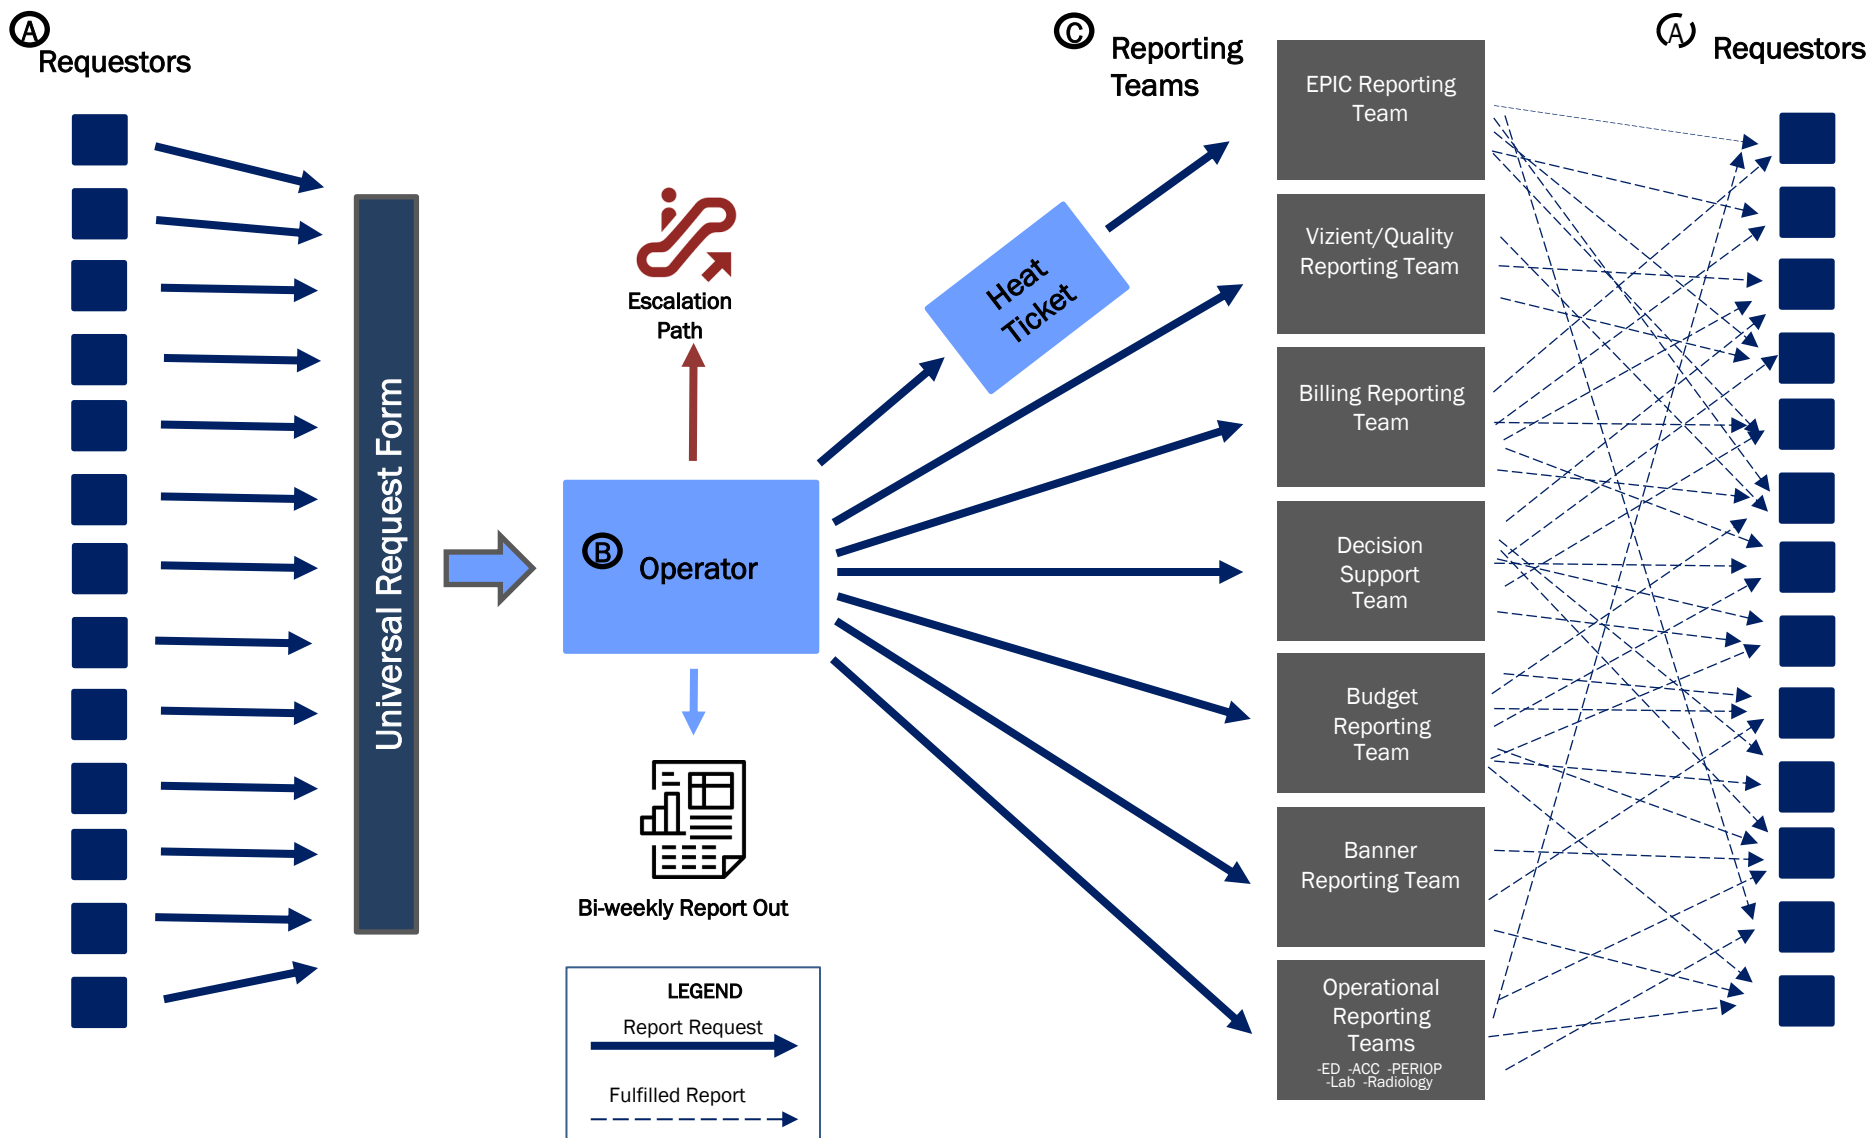 A
Requestors
Universal Request Form
Escalation
Path
B
Operator
Bi-weekly Report Out
LEGEND
Report Request
Fulfilled Report
Heat
Ticket
C
Reporting
Teams
EPIC Reporting
Team
Vizient/Quality
Reporting Team
Billing Reporting
Team
Decision
Support
Team
Budget
Reporting
Team
Banner
Reporting Team
Operational
Reporting
Teams
-ED -ACC -PERIOP
-Lab -Radiology
A
Requestors